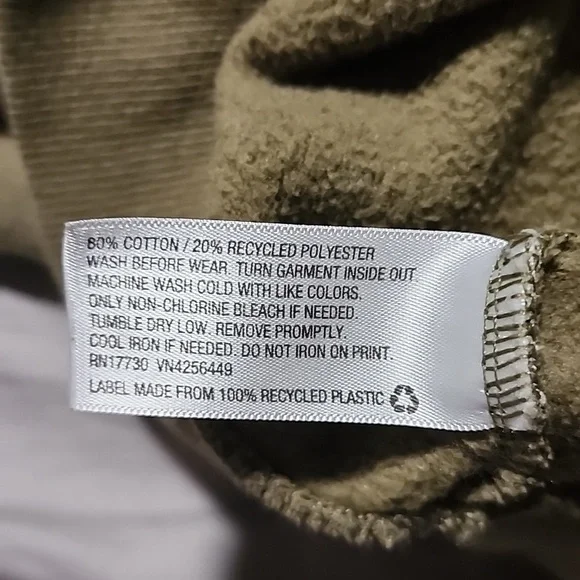 80% COTTON / 20% RECYCLED POLYESTER
WASH BEFORE WEAR. TURN GARMENT INSIDE OUT
MACHINE WASH COLD WITH LIKE COLORS.
ONLY NON-CHLORINE BLEACH IF NEEDED.
TUMBLE DRY LOW. REMOVE PROMPTLY.
COOL IRON IF NEEDED. DO NOT IRON ON PRINT.
RN17730 VN4256449
LABEL MADE FROM 100% RECYCLED PLASTIC